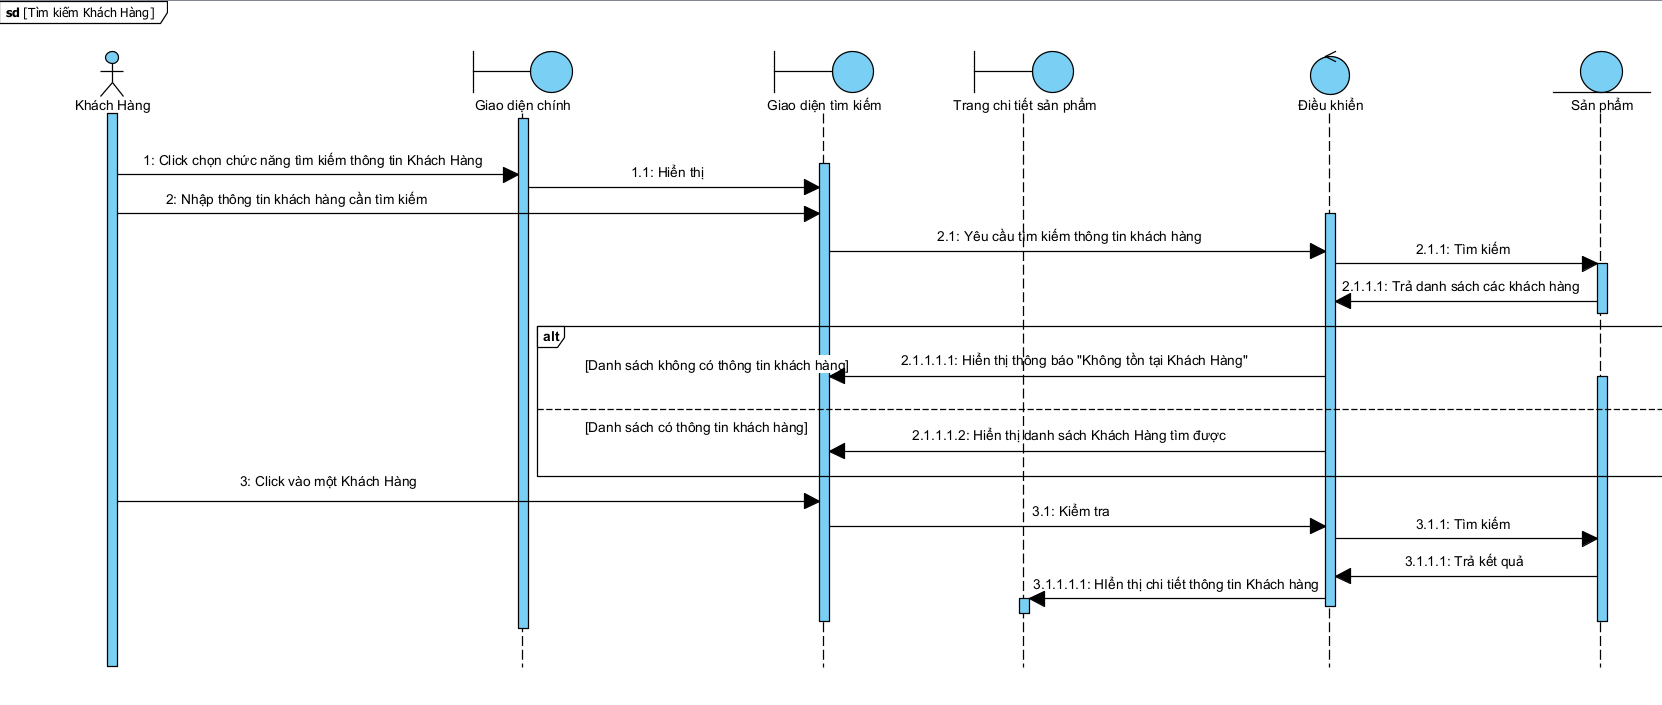 sd [Tìm kiếm Khách Hàng]
Khách Hàng
Giao diện chính
Giao diện tìm kiếm
Trang chi tiết sản phẩm
Điều khiển
Sản phẩm
1: Click chọn chức năng tìm kiếm thông tin Khách Hàng
1.1: Hiển thị
2: Nhập thông tin khách hàng cần tìm kiếm
2.1: Yêu cầu tìm kiếm thông tin khách hàng
2.1.1: Tìm kiếm
2.1.1.1: Trả danh sách các khách hàng
alt
[Danh sách không có thông tin khách hàng]
2.1.1.1.1: Hiển thị thông báo "Không tồn tại Khách Hàng"
[Danh sách có thông tin khách hàng]
2.1.1.1.2: Hiển thị danh sách Khách Hàng tìm được
3: Click vào một Khách Hàng
3.1: Kiểm tra
3.1.1: Tìm kiếm
3.1.1.1: Trả kết quả
3.1.1.1.1: HIển thị chi tiết thông tin Khách hàng